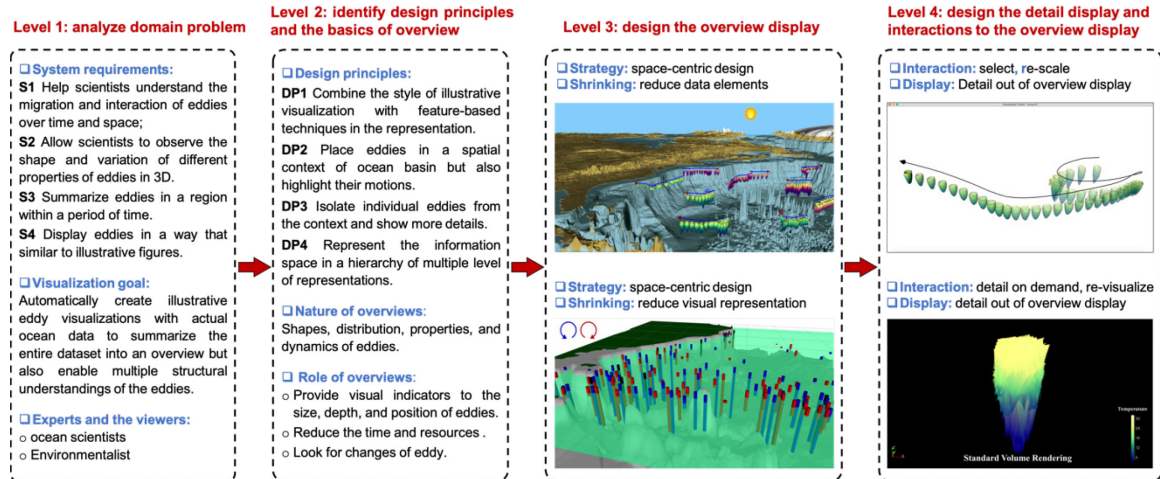 Level 1: analyze domain problem
System requirements:
S1 Help scientists understand the
migration and interaction of eddies
over time and space;
S2 Allow scientists to observe the
shape and variation of different
properties of eddies in 3D.
S3 Summarize eddies in a region
within a period of time.
S4 Display eddies in a way that
similar to illustrative figures.
Visualization goal:
Automatically create illustrative
eddy visualizations with actual
ocean data to summarize the
entire dataset into an overview but
also enable multiple structural
understandings of the eddies.
Experts and the viewers:
ocean scientists
Environmentalist
Level 2: identify design principles
and the basics of overview
Design principles:
DP1 Combine the style of illustrative
visualization with feature-based
techniques in the representation.
DP2 Place eddies in a spatial
context of ocean basin but also
highlight their motions.
DP3 Isolate individual eddies from
the context and show more details.
DP4 Represent the information
space in a hierarchy of multiple level
of representations.
Nature of overviews:
Shapes, distribution, properties, and
dynamics of eddies.
Role of overviews:
Provide visual indicators to the
size, depth, and position of eddies.
Reduce the time and resources .
Look for changes of eddy.
Level 3: design the overview display
Strategy: space-centric design
Shrinking: reduce data elements
Strategy: space-centric design
Shrinking: reduce visual representation
Level 4: design the detail display and
interactions to the overview display
Interaction: select, re-scale
Display: Detail out of overview display
Interaction: detail on demand, re-visualize
Display: detail out of overview display
Temperature
Standard Volume Rendering